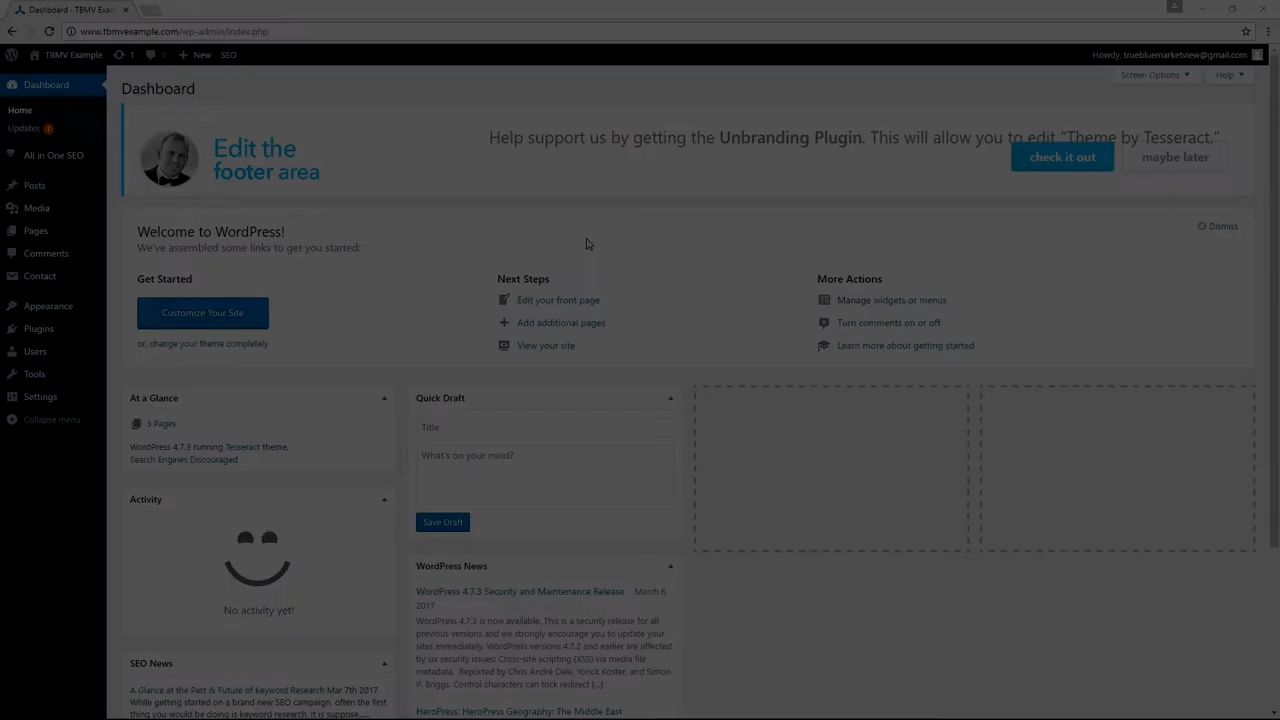 Dashboard - TBMV Exam
www.tbmvexample.com/wp-admin/index.php
TBMV Example 1 0 New SEO
Howdy, truebluemarketview@gmail.com
Dashboard
Home
Updates 1
All in One SEO
Posts
Media
Pages
Comments
Contact
Appearance
Plugins
Users
Tools
Settings
Collapse menu
Screen Options Help
Dashboard
Edit the
footer area
Help support us by getting the Unbranding Plugin. This will allow you to edit "Theme by Tesseract."
check it out maybe later
Welcome to WordPress!
We've assembled some links to get you started:
Dismiss
Get Started
Customize Your Site
or, change your theme completely
Next Steps
Edit your front page
Add additional pages
View your site
More Actions
Manage widgets or menus
Turn comments on or off
Learn more about getting started
At a Glance
3 Pages
WordPress 4.7.3 running Tesseract theme.
Search Engines Discouraged
Activity
No activity yet!
SEO News
A Glance at the Past & Future of Keyword Research Mar 7th 2017
While getting started on a brand new SEO campaign, often the first
thing you would be doing is keyword research. It is suppose.....
Quick Draft
Title
What's on your mind?
Save Draft
WordPress News
WordPress 4.7.3 Security and Maintenance Release March 6,
2017
WordPress 4.7.3 is now available. This is a security release for all
previous versions and we strongly encourage you to update your
sites immediately. WordPress versions 4.7.2 and earlier are affected
by six security issues: Cross-site scripting (XSS) via media file
metadata. Reported by Chris Andrè Dale, Yorick Koster, and Simon
P. Briggs. Control characters can trick redirect [...]
HeroPress: HeroPress Geography: The Middle East